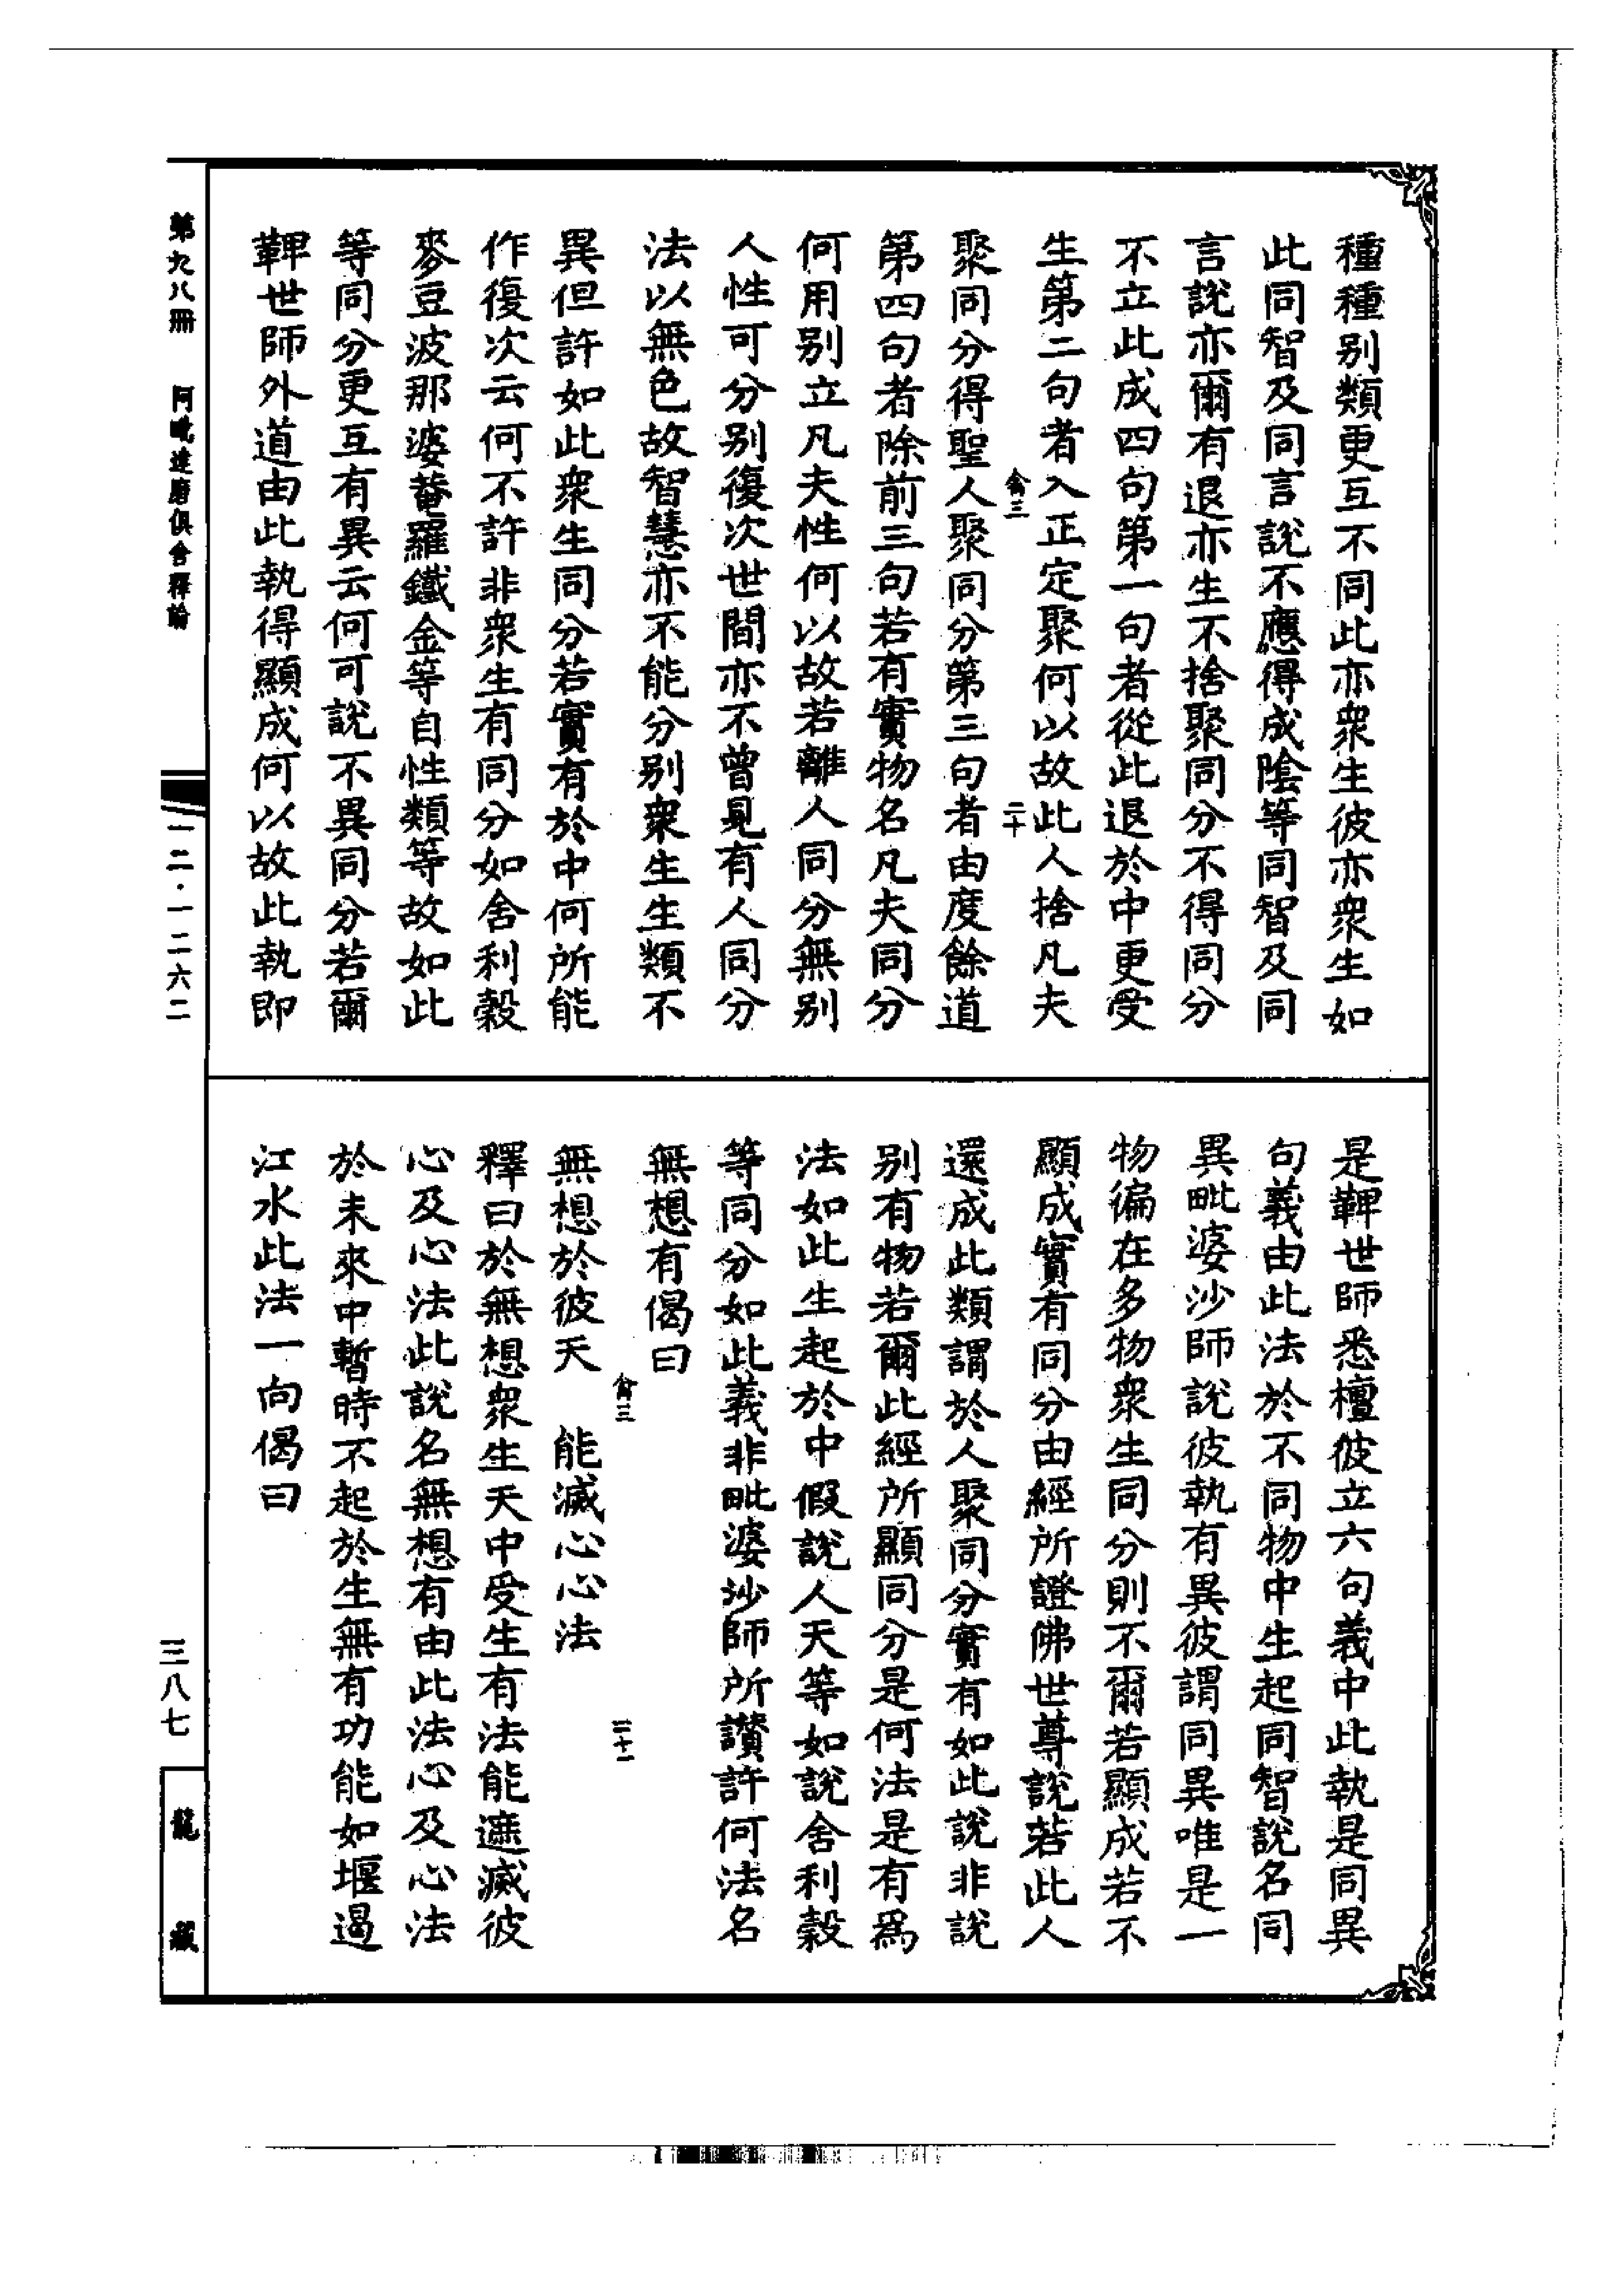 種種别類更互不同此亦衆生彼亦衆生如
此同智及同言說不應得成陰等同智及同
言說亦爾有退亦生不捨聚同分不得同分
不立此成四句第一句者從此退於中更受
生第二句者入正定聚何以故此人捨凡夫
禽三
二十
聚同分得聖人聚同分第三句者由度餘道
第四句者除前三句若有實物名凡夫同分
何用别立凡夫性何以故若離人同分無别
人性可分别復次世間亦不曾見有人同分
法以無色故智慧亦不能分别衆生生類不
異但許如此衆生同分若實有於中何所能
作復次云何不許非衆生有同分如舍利穀
麥豆波那婆菴羅鐵金等自性類等故如此
等同分更互有異云何可說不異同分若爾
鞞世師外道由此執得顯成何以故此執即
是鞞世師悉檀彼立六句義中此執是同異
句義由此法於不同物中生起同智說名同
異毗婆沙師說彼執有異彼謂同異唯是一
物徧在多物衆生同分則不爾若顯成若不
顯成實有同分由經所證佛世尊說若此人
還成此類謂於人聚同分實有如此說非說
别有物若爾此經所顯同分是何法是有爲
法如此生起於中假說人天等如說舍利穀
等同分如此義非毗婆沙師所讚許何法名
無想有偈曰
禽三
二十一
無想於彼天　能滅心心法
釋曰於無想衆生天中受生有法能遮滅彼
心及心法此說名無想有由此法心及心法
於未來中暫時不起於生無有功能如堰遏
江水此法一向偈曰
第九八冊　阿毗達磨俱舍釋論
一二·一二六二
三八七
龍藏